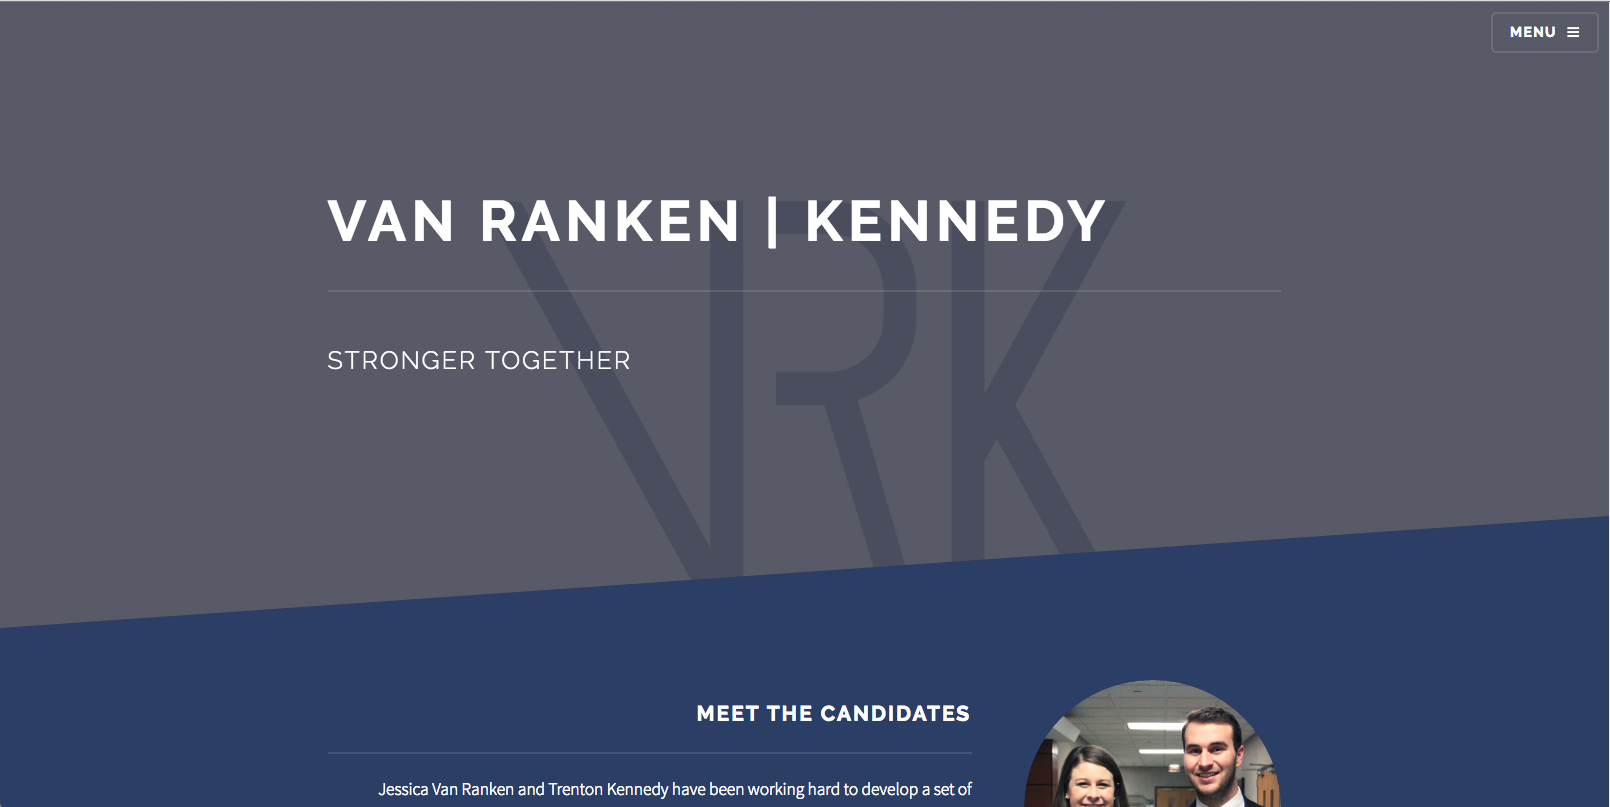 MENU
VAN RANKEN | KENNEDY
VRK
STRONGER TOGETHER
MEET THE CANDIDATES
Jessica Van Ranken and Trenton Kennedy have been working hard to develop a set of